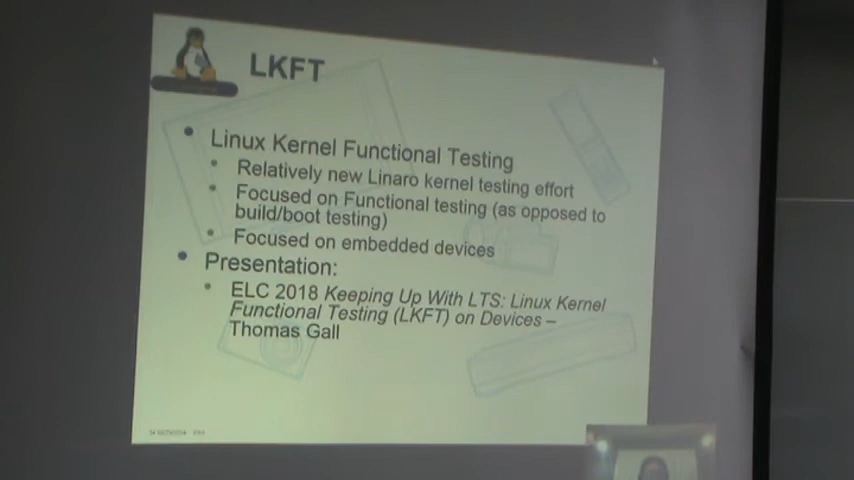 LKFT
Linux Kernel Functional Testing
Relatively new Linaro kernel testing effort
Focused on Functional testing (as opposed to
build/boot testing)
Focused on embedded devices
Presentation:
ELC 2018 Keeping Up With LTS: Linux Kernel
Functional Testing (LKFT) on Devices –
Thomas Gall